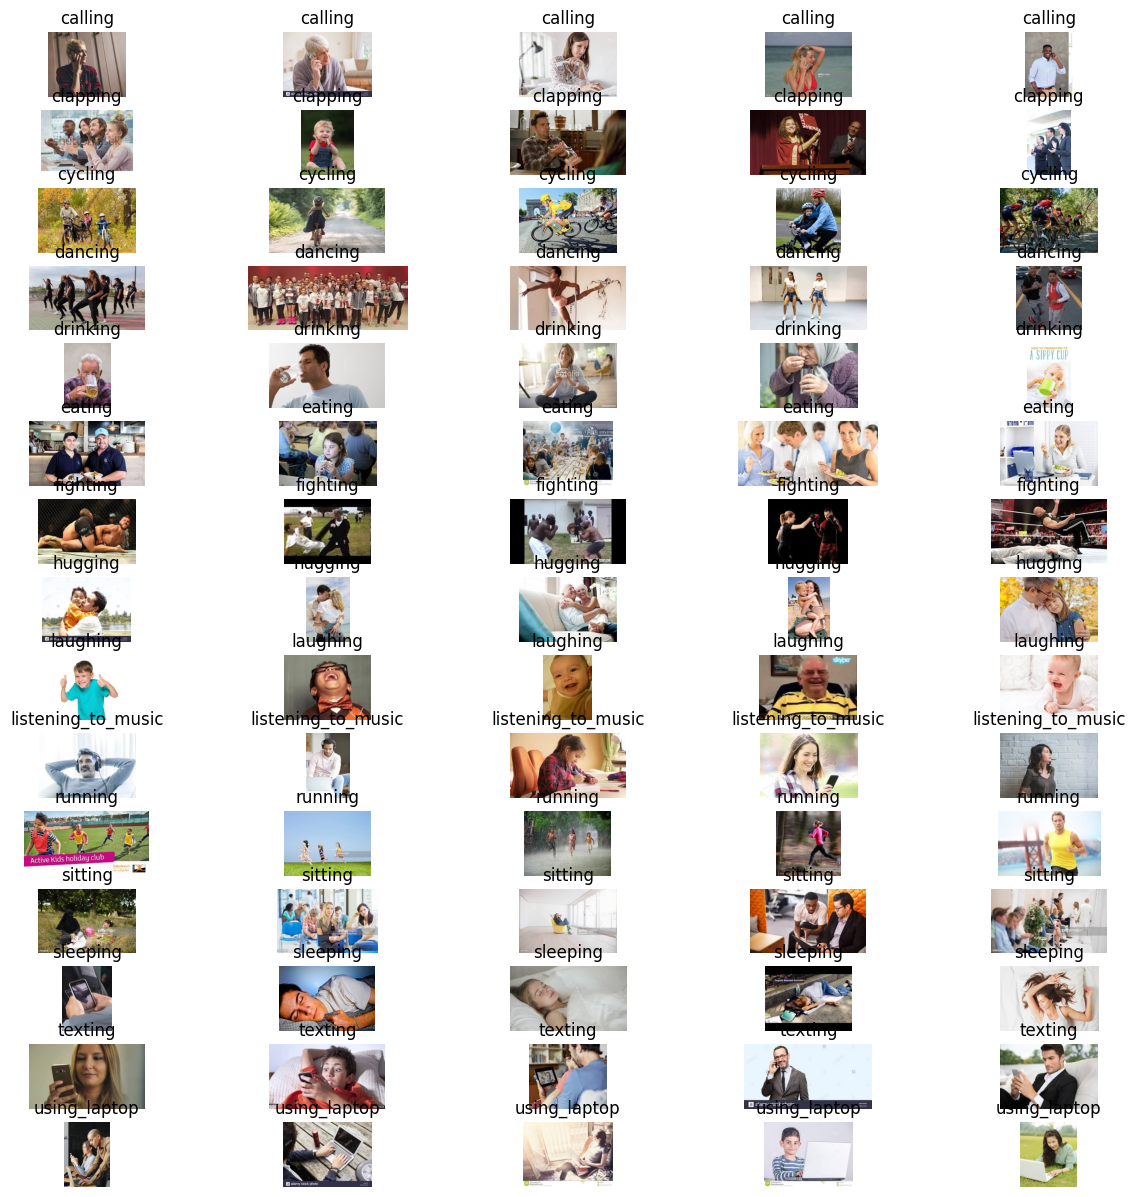 calling calling calling calling calling
clapping clapping clapping clapping clapping
cycling cycling cycling cycling cycling
dancing dancing dancing dancing dancing
drinking drinking drinking drinking drinking
A SIPPY CUP
eating eating eating eating eating
fighting fighting fighting fighting fighting
hugging hugging hugging hugging hugging
laughing laughing laughing laughing laughing
skype
listening_to_music listening_to_music listening_to_music listening_to_music listening_to_music
running running running running running
Active Kids holiday club
sitting sitting sitting sitting sitting
sleeping sleeping sleeping sleeping sleeping
texting texting texting texting texting
using_laptop using_laptop using_laptop using_laptop using_laptop